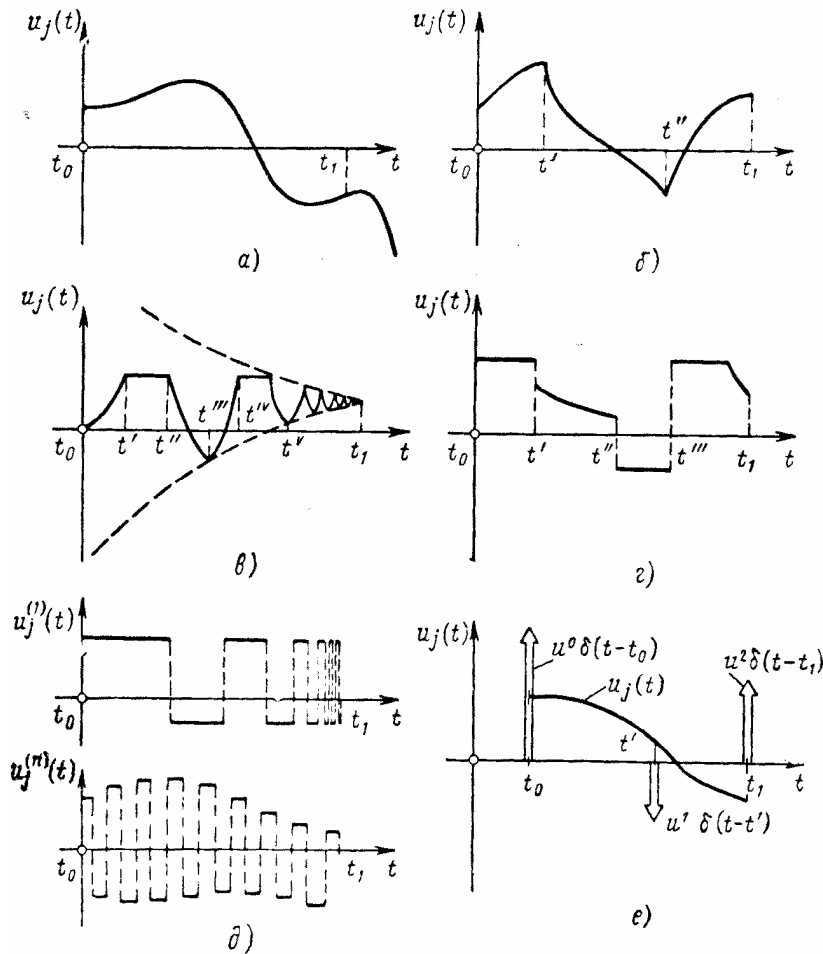 u_j(t)
t_0
t_1
t
а)
u_j(t)
t_0
t'
t''
t_1
t
б)
u_j(t)
t_0
t'
t''
t'''
t^{IV}
t^{V}
t_1
t
в)
u_j(t)
t_0
t'
t''
t'''
t_1
t
г)
u_j^{(1)}(t)
t_0
t_1
t
u_j^{(n)}(t)
t_0
t_1
t
д)
u_j(t)
u^0 δ(t-t_0)
u_j(t)
u^2 δ(t-t_1)
t'
t_0
t_1
t
u^1 δ(t-t')
е)